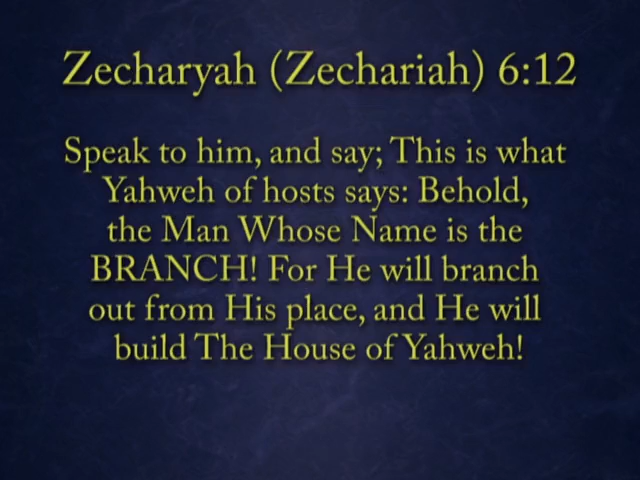 Zecharyah (Zechariah) 6:12
Speak to him, and say; This is what
Yahweh of hosts says: Behold,
the Man Whose Name is the
BRANCH! For He will branch
out from His place, and He will
build The House of Yahweh!